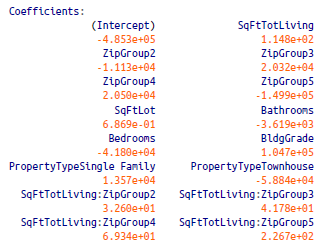 Coefficients:
(Intercept) SqFtTotLiving
-4.853e+05 1.148e+02
ZipGroup2 ZipGroup3
-1.113e+04 2.032e+04
ZipGroup4 ZipGroup5
2.050e+04 -1.499e+05
SqFtLot Bathrooms
6.869e-01 -3.619e+03
Bedrooms BldgGrade
-4.180e+04 1.047e+05
PropertyTypeSingle Family PropertyTypeTownhouse
1.357e+04 -5.884e+04
SqFtTotLiving:ZipGroup2 SqFtTotLiving:ZipGroup3
3.260e+01 4.178e+01
SqFtTotLiving:ZipGroup4 SqFtTotLiving:ZipGroup5
6.934e+01 2.267e+02